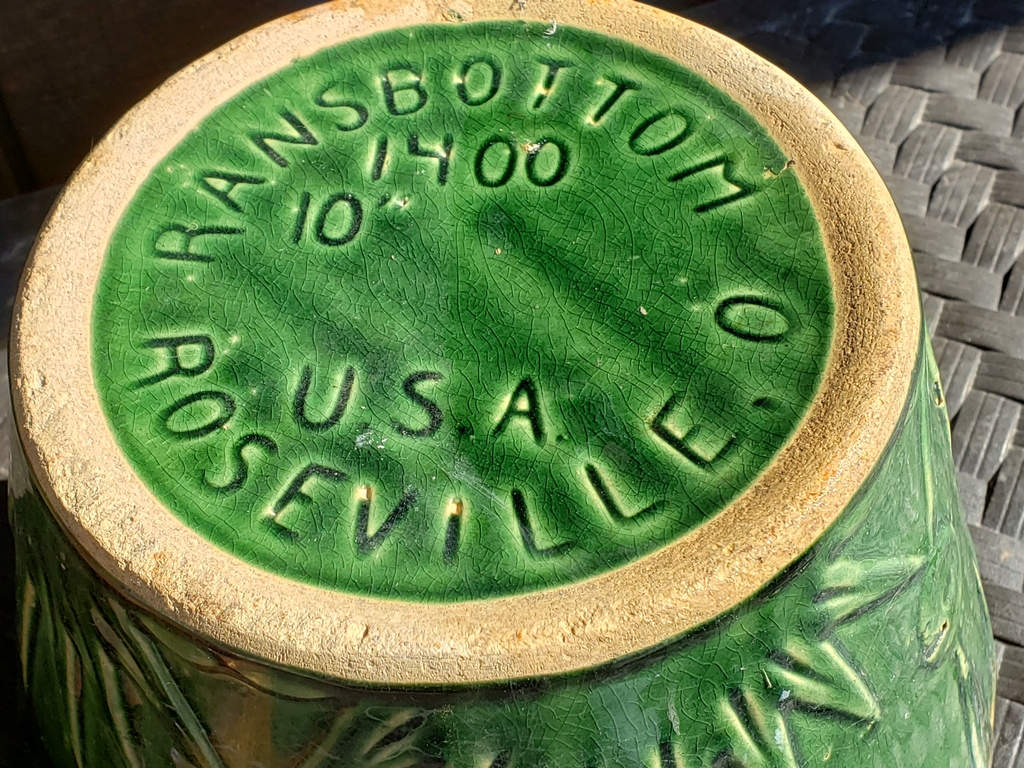 RANSBOTTOM
1400
10"
U.S.A.
ROSEVILLE. O